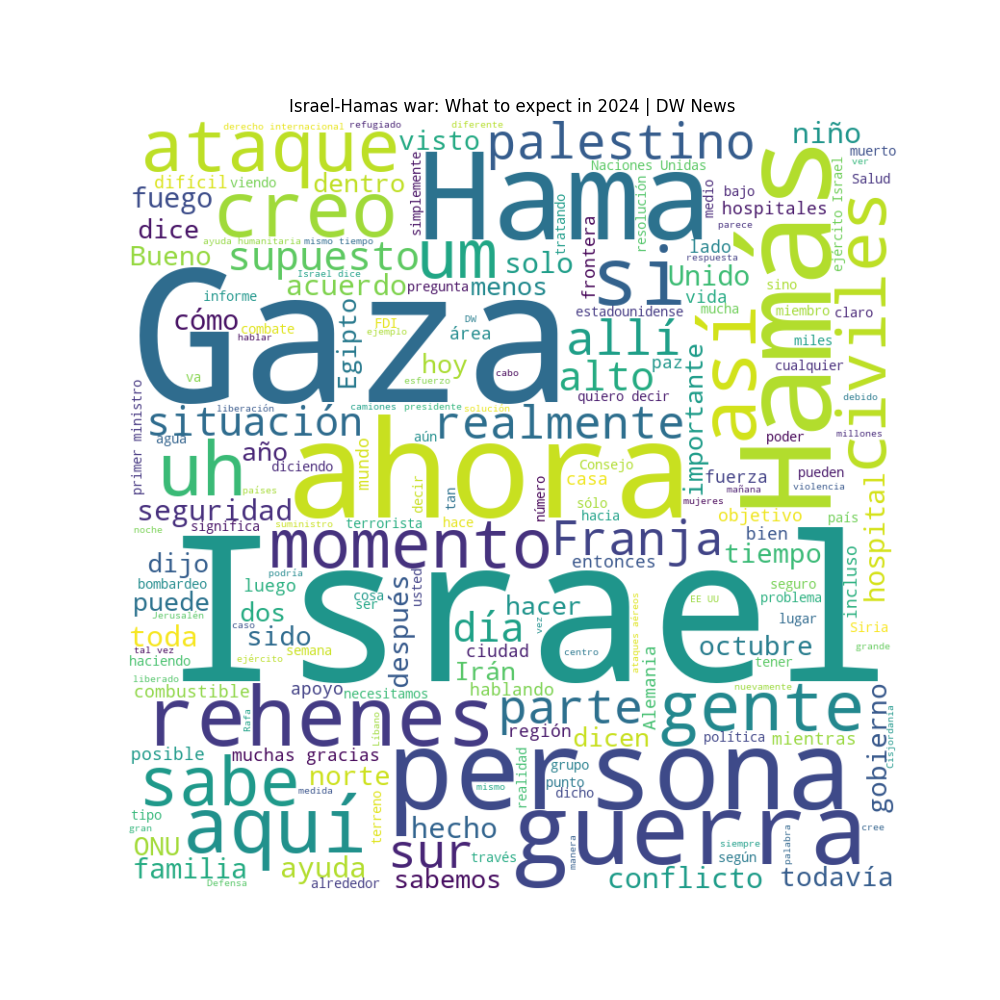 Israel-Hamas war: What to expect in 2024 | DW News
derecho internacional refugiado diferente
ataque visto palestino niño
Naciones Unidas muerto
difícil viendo dentro simplemente Hama medio bajo Salud ver
fuego creo resolución hospitales
dice tratando frontera parece ejército Israel
ayuda humanitaria mismo tiempo lado respuesta
Bueno supuesto um solo si Unido sino
Israel dice acuerdo pregunta menos vida mucha miembro claro
informe estadounidense Hamás civiles
cómo combate FDI DW área allí así miles
hablar ejemplo Egipto paz
Gaza hoy alto importante cualquier
va esfuerzo cabo quiero decir debido
liberación camiones presidente solución
primer ministro situación realmente poder millones
agua aún
uh año mundo ahora Consejo fuerza pueden
diciendo decir tan casa mañana violencia
países número sólo mujeres hospital
seguridad significa suministro terrorista hace hacia objetivo país
noche momento Franja bien tiempo
dijo entonces incluso
bombardeo luego podría cosa usted seguro
puede Jerusalén dos ser hacer EE UU problema
caso Israel vez ataques aéreos lugar Siria
toda sido después día octubre grande
tal vez semana ciudad centro
haciendo ejército Irán tener
liberado apoyo hablando Alemania nuevamente
combustible necesitamos
Rafa rehenes Líbano parte gente gobierno cisjordania
región dicen política mientras
posible muchas gracias realidad grupo
sabe norte persona punto
medida mismo dicho
tipo terreno
gran aquí hecho guerra cree
ONU sur manera palabra
familia ayuda través siempre según
Defensa alrededor sabemos conflicto todavía